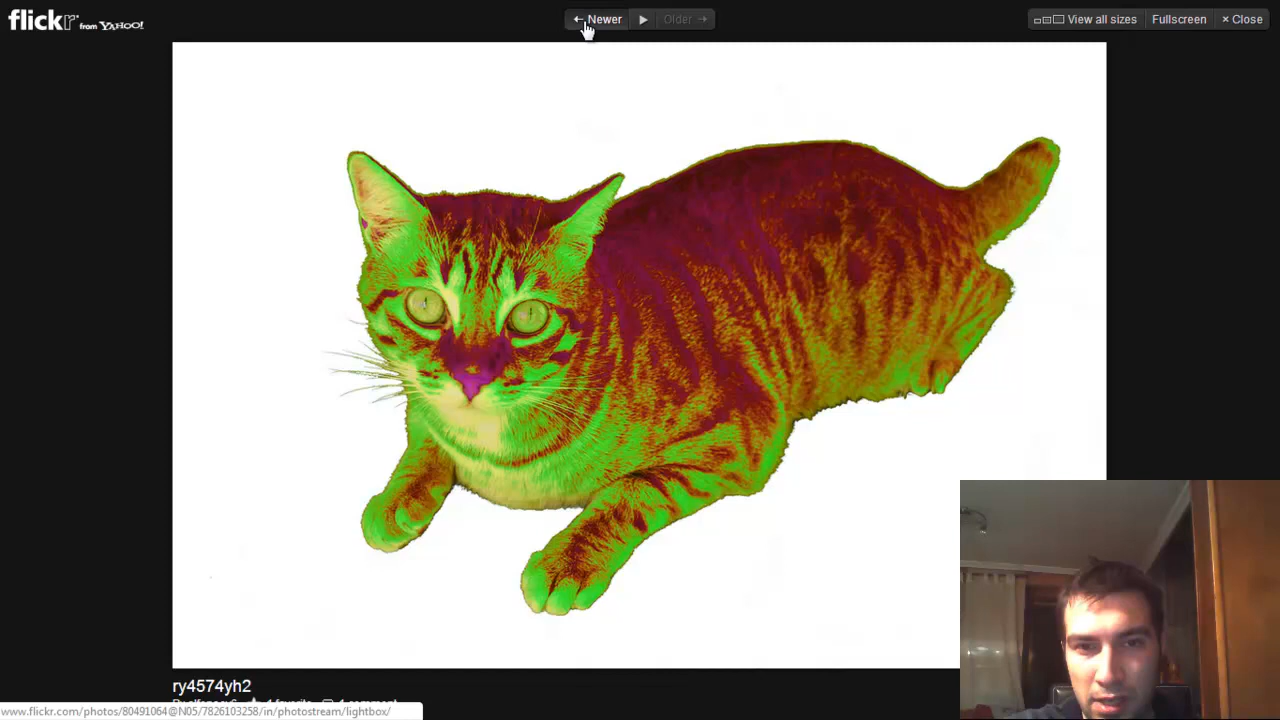 flickr from YAHOO!
← Newer
Older →
View all sizes
Fullscreen
× Close
ry4574yh2
www.flickr.com/photos/80491064@N05/7826103258/in/photostream/lightbox/